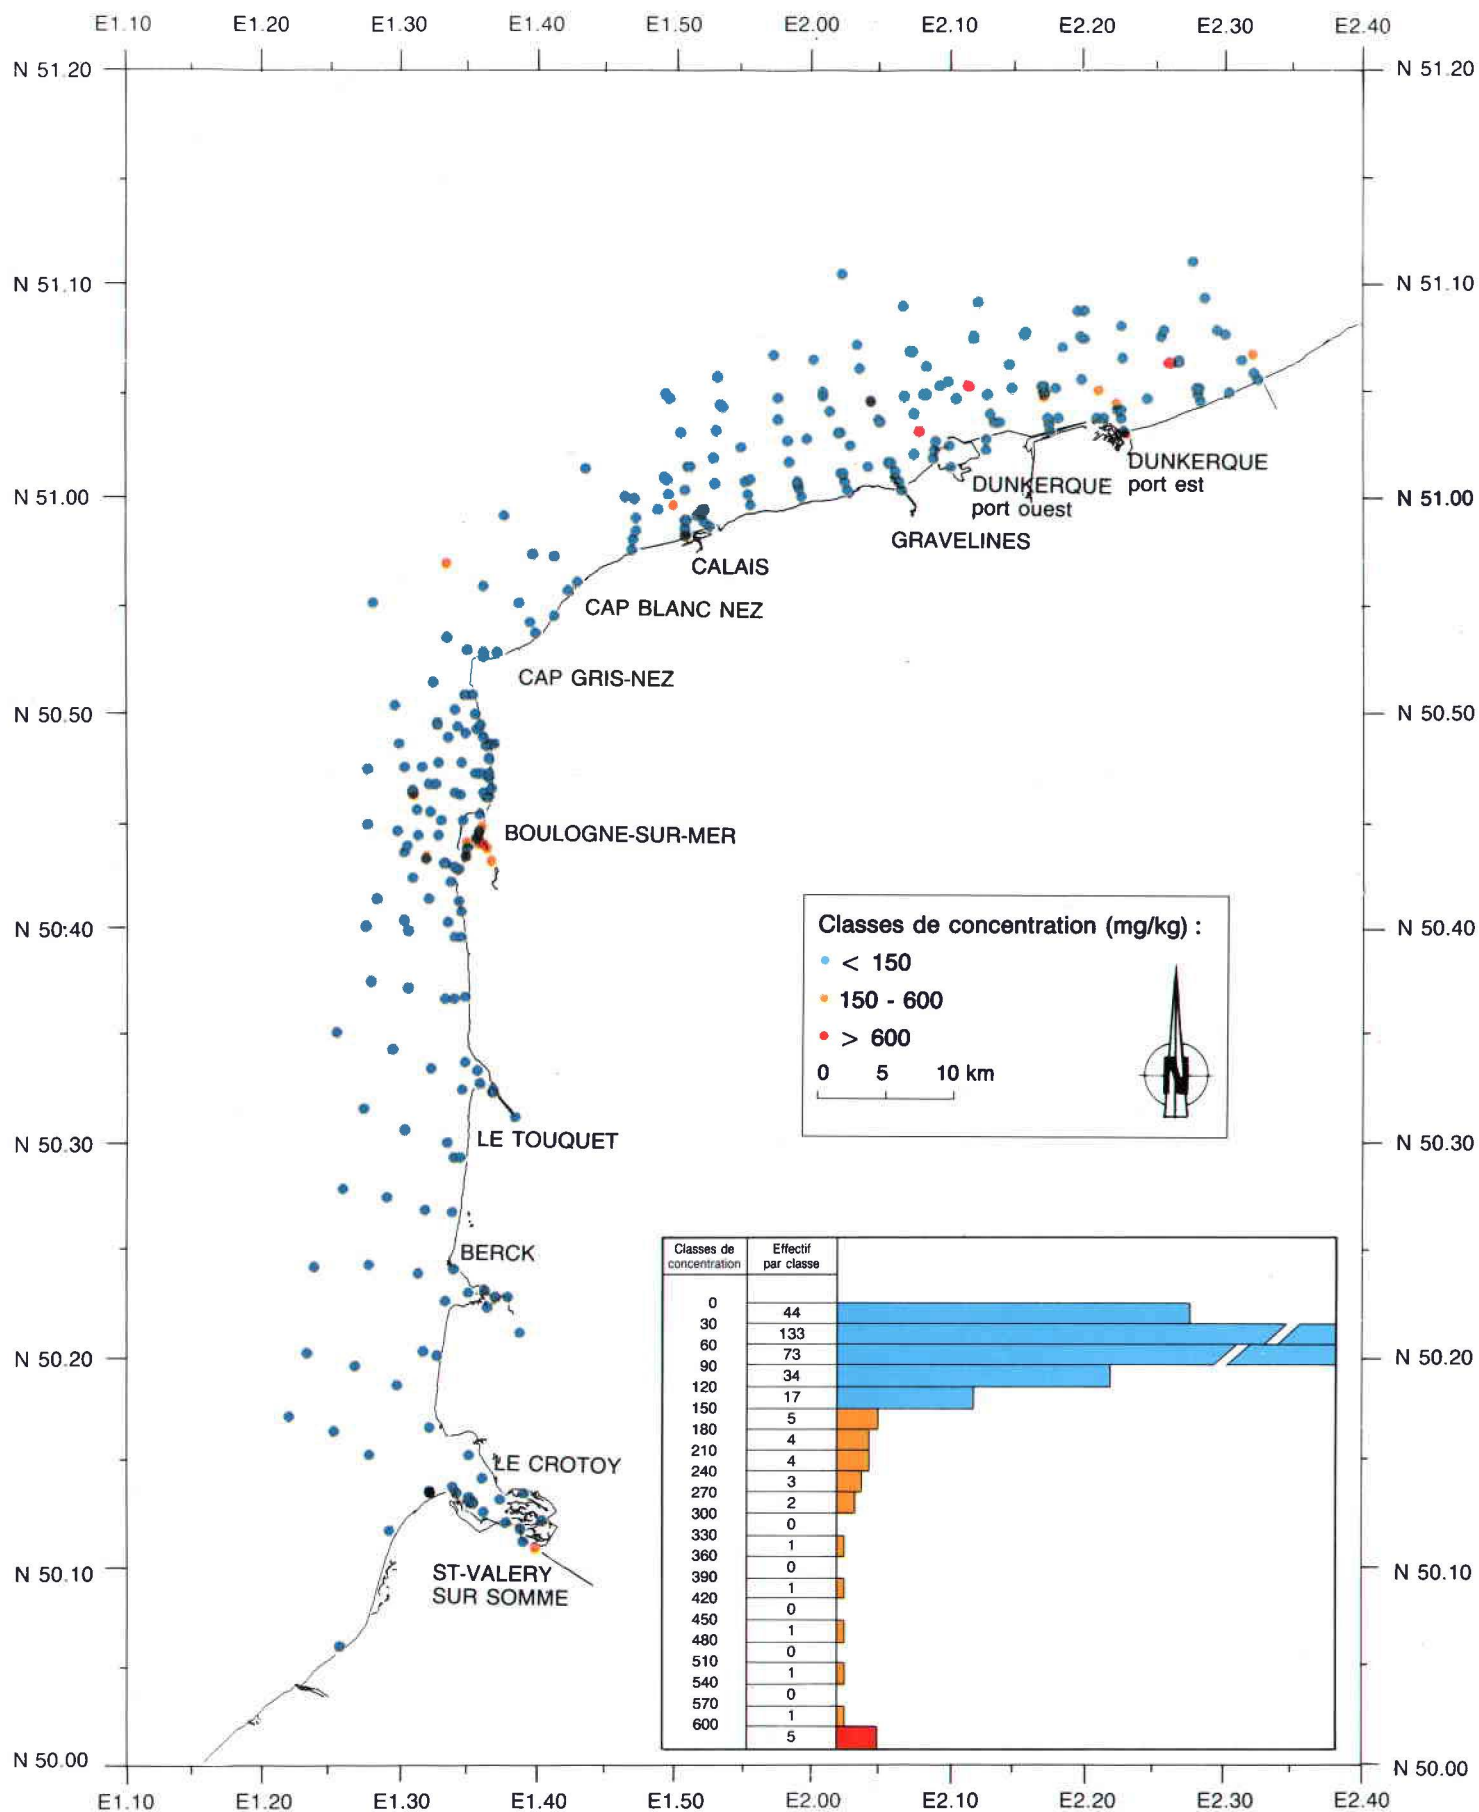 E1.10 E1.20 E1.30 E1.40 E1.50 E2.00 E2.10 E2.20 E2.30 E2.40
N 51.20 N 51.20
N 51.10 N 51.10
N 51.00 N 51.00
DUNKERQUE
port est
DUNKERQUE
port ouest
GRAVELINES
CALAIS
CAP BLANC NEZ
CAP GRIS-NEZ
N 50.50 N 50.50
BOULOGNE-SUR-MER
N 50:40 N 50.40
Classes de concentration (mg/kg) :
< 150
150 - 600
> 600
0 5 10 km
N
LE TOUQUET
N 50.30 N 50.30
BERCK
N 50.20 N 50.20
LE CROTOY
ST-VALERY
SUR SOMME
N 50.10 N 50.10
Classes de concentration
Effectif par classe
0
44
30
133
60
73
90
34
120
17
150
5
180
4
210
4
240
3
270
2
300
0
330
1
360
0
390
1
420
0
450
1
480
0
510
1
540
0
570
1
600
5
N 50.00 N 50.00
E1.10 E1.20 E1.30 E1.40 E1.50 E2.00 E2.10 E2.20 E2.30 E2.40